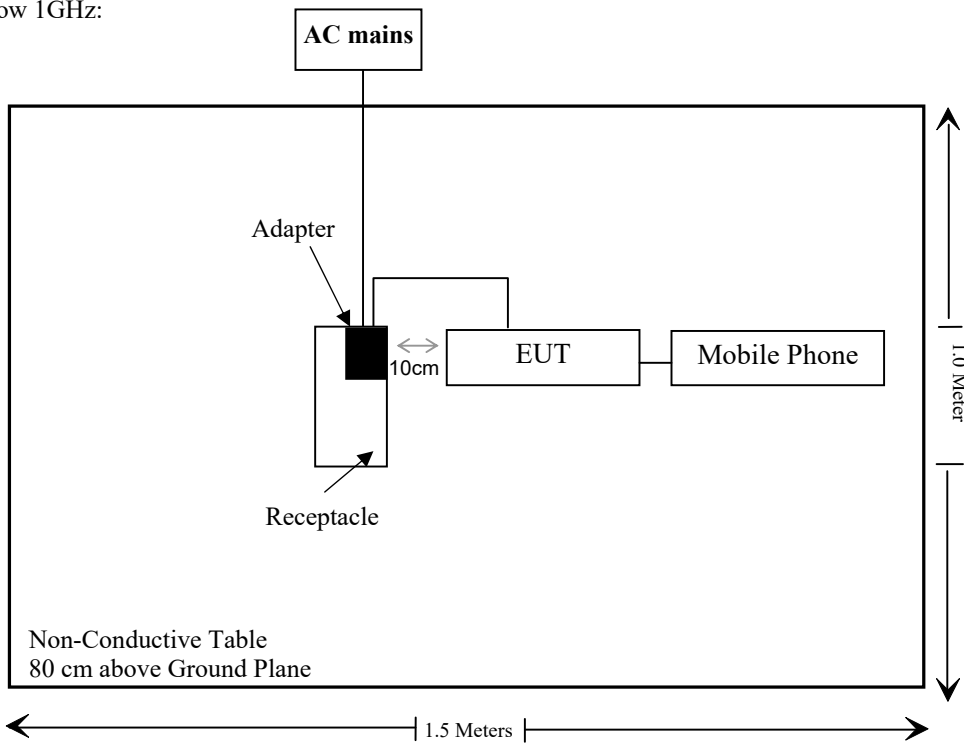 1GHz:
AC mains
Adapter
10cm
EUT
Mobile Phone
1.0 Meter
Receptacle
Non-Conductive Table
80 cm above Ground Plane
1.5 Meters